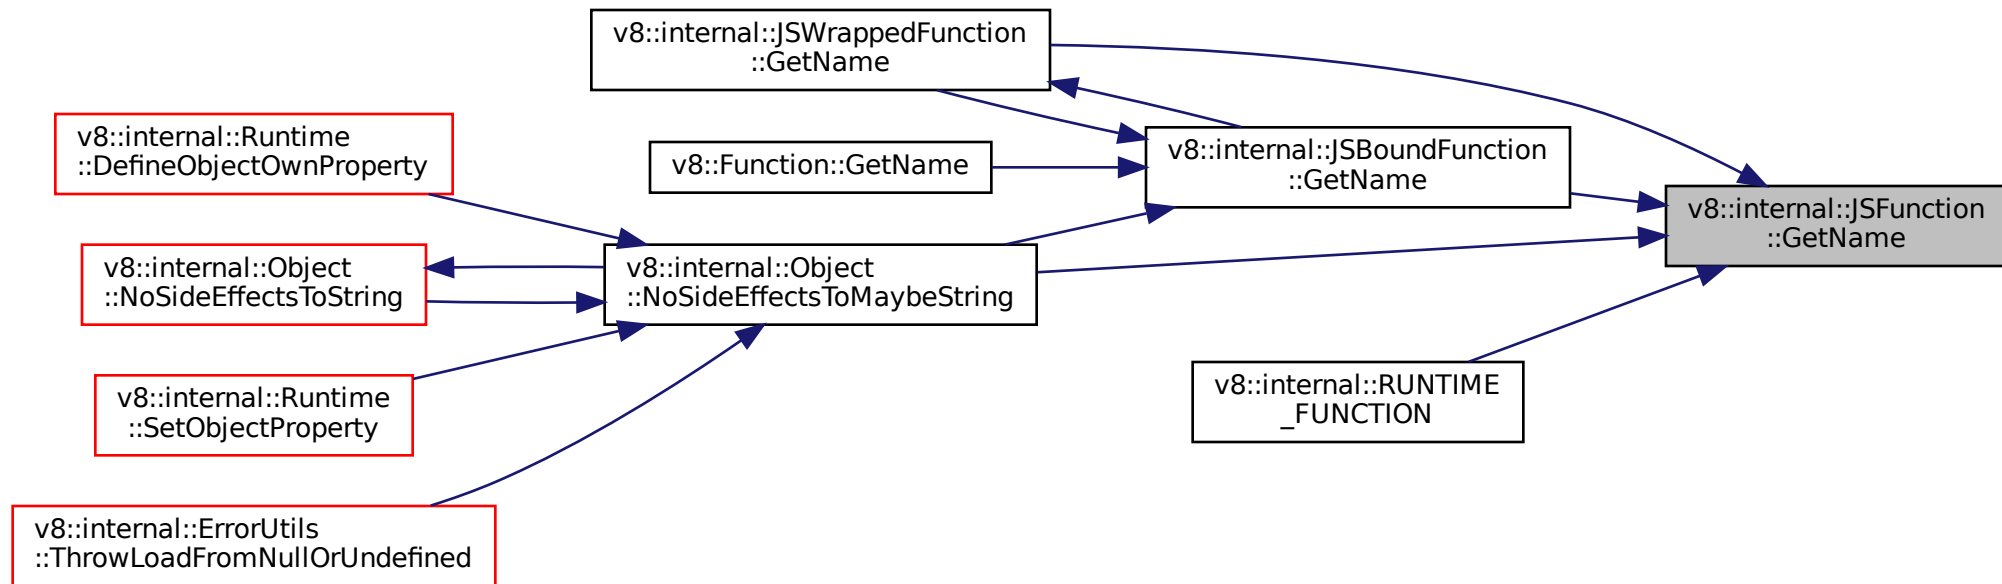 v8::internal::JSWrappedFunction
::GetName
v8::internal::Runtime
::DefineObjectOwnProperty
v8::Function::GetName
v8::internal::JSBoundFunction
::GetName
v8::internal::JSFunction
::GetName
v8::internal::Object
::NoSideEffectsToString
v8::internal::Object
::NoSideEffectsToMaybeString
v8::internal::Runtime
::SetObjectProperty
v8::internal::RUNTIME
_FUNCTION
v8::internal::ErrorUtils
::ThrowLoadFromNullOrUndefined